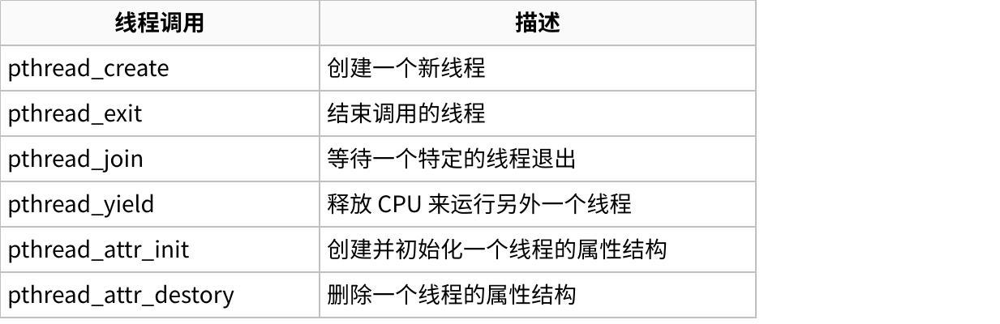 线程调用 描述
pthread_create 创建一个新线程
pthread_exit 结束调用的线程
pthread_join 等待一个特定的线程退出
pthread_yield 释放 CPU 来运行另外一个线程
pthread_attr_init 创建并初始化一个线程的属性结构
pthread_attr_destory 删除一个线程的属性结构